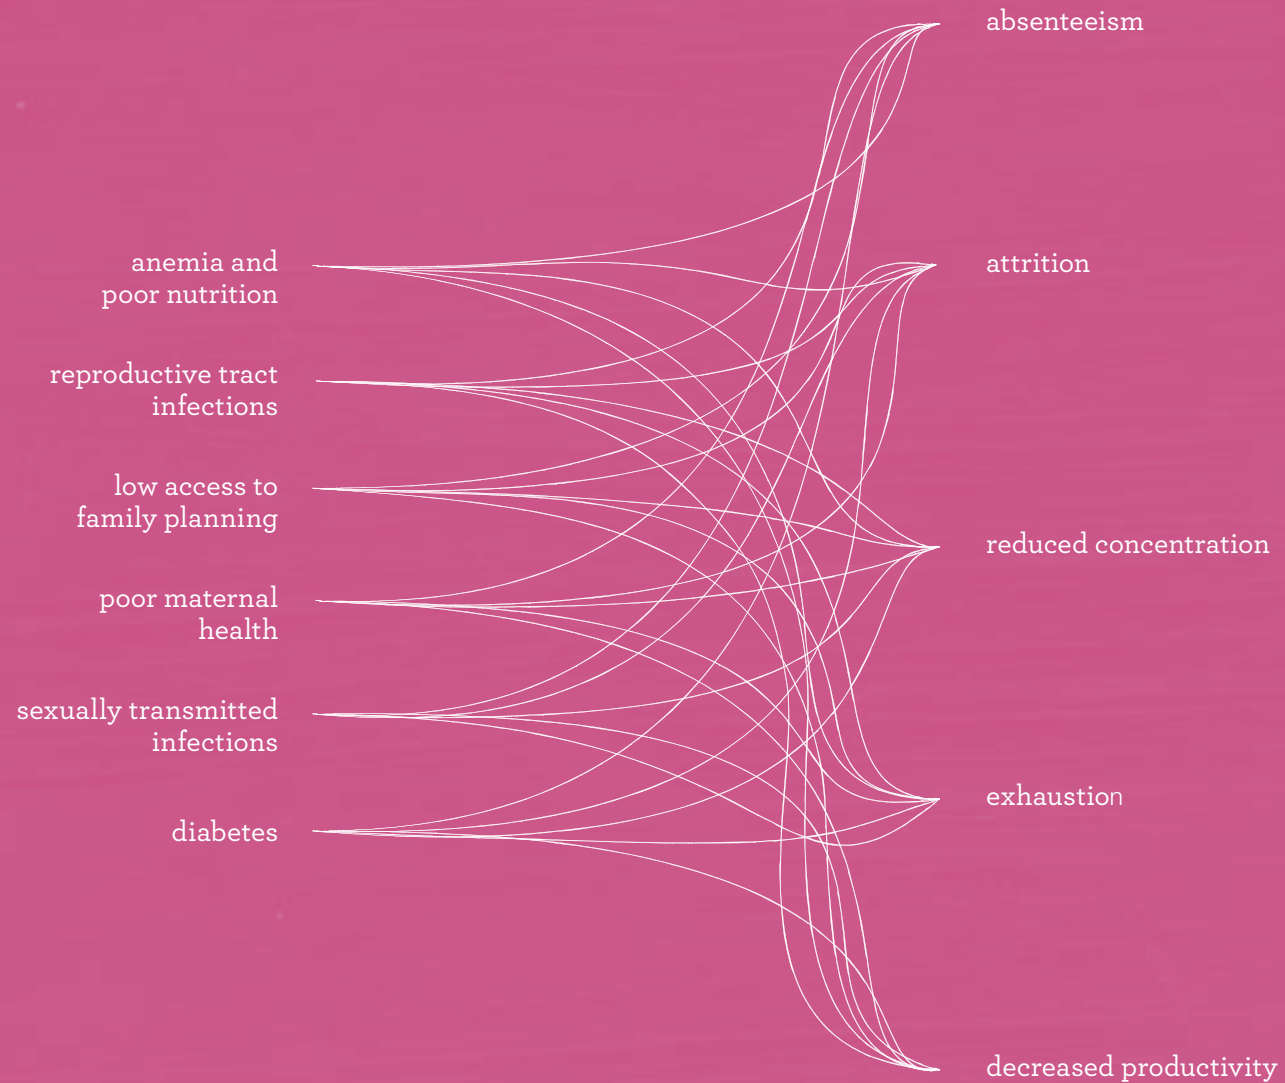 anemia and
poor nutrition
reproductive tract
infections
low access to
family planning
poor maternal
health
sexually transmitted
infections
diabetes
absenteeism
attrition
reduced concentration
exhaustion
decreased productivity